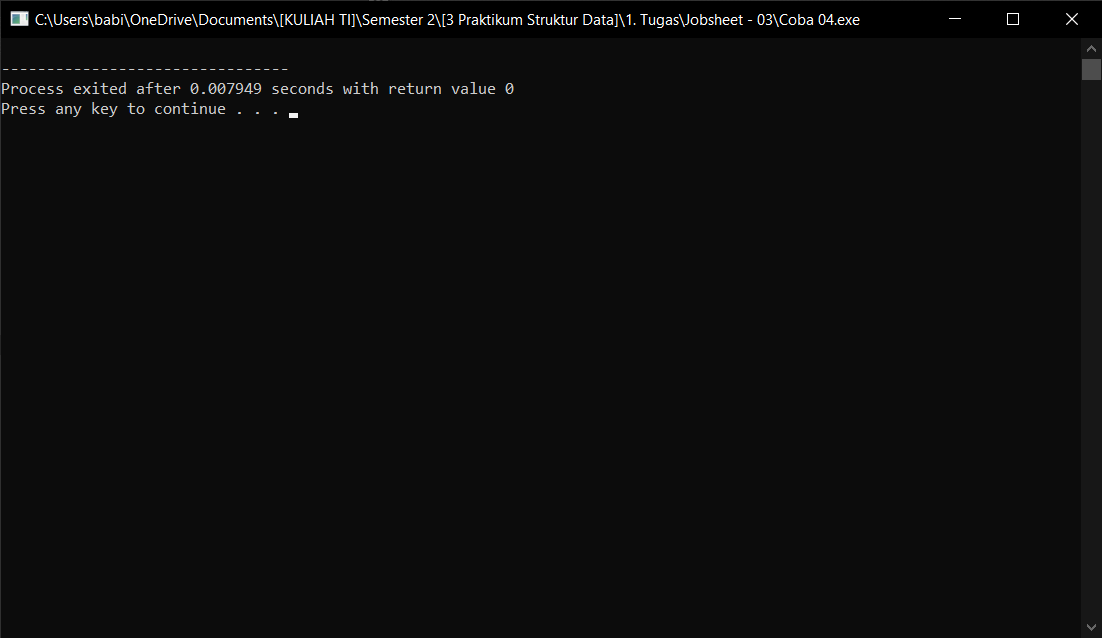 C:\Users\babi\OneDrive\Documents\[KULIAH TI]\Semester 2\[3 Praktikum Struktur Data]\1. Tugas\Jobsheet - 03\Coba 04.exe
--------------------------------
Process exited after 0.007949 seconds with return value 0
Press any key to continue . . .